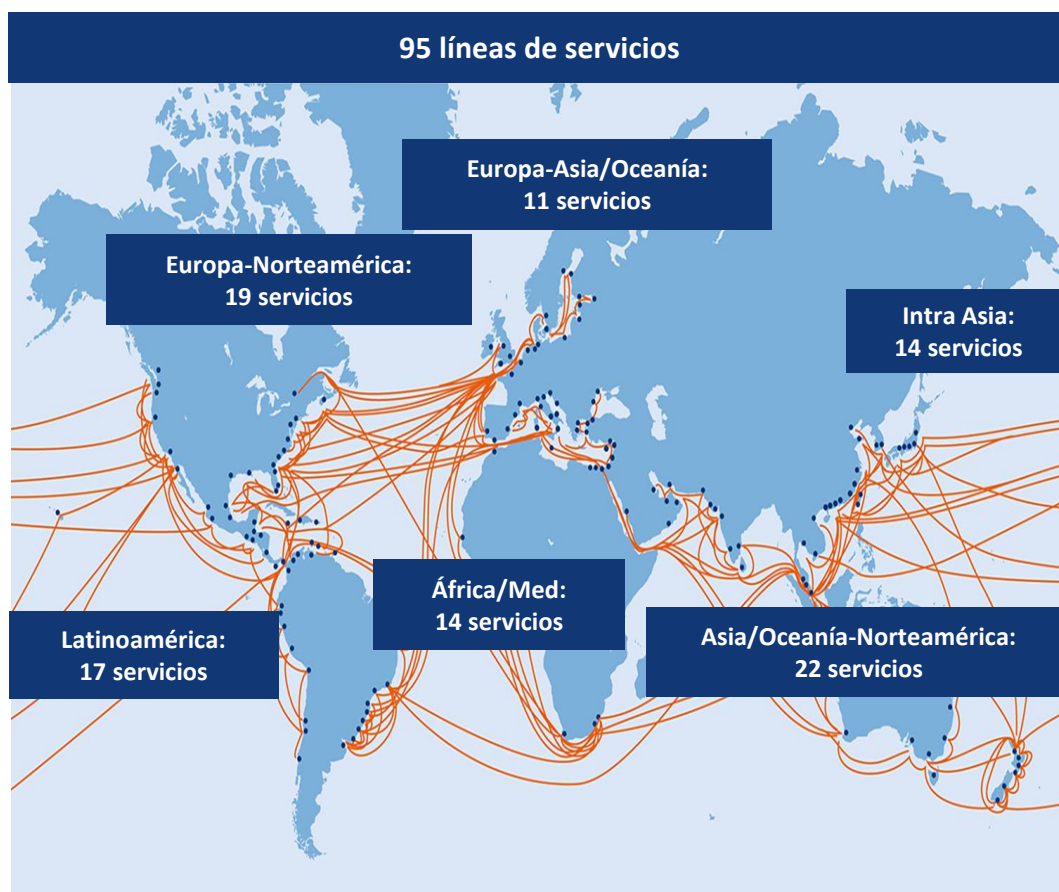 95 líneas de servicios
Europa-Asia/Oceanía:
11 servicios
Europa-Norteamérica:
19 servicios
Intra Asia:
14 servicios
África/Med:
14 servicios
Latinoamérica:
17 servicios
Asia/Oceanía-Norteamérica:
22 servicios